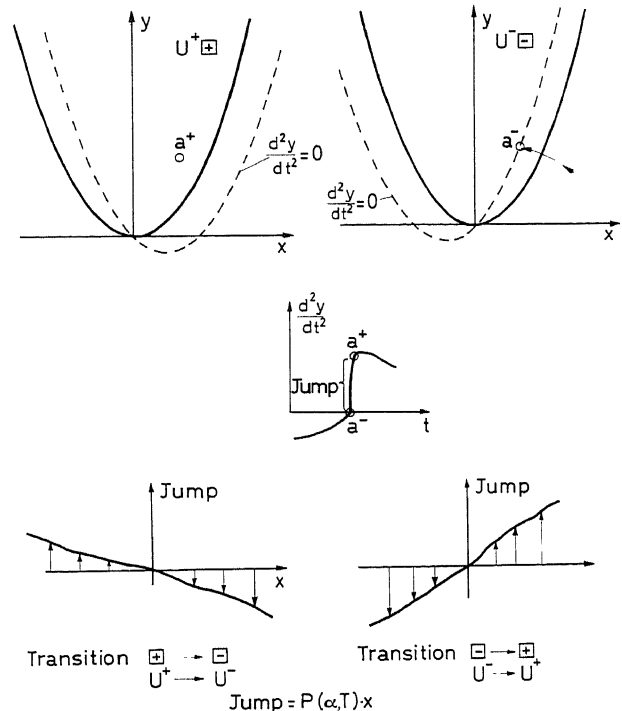 y
U⁺ ⊞
a⁺
d²y/dt² = 0
x
y
U⁻ ⊟
a⁻
d²y/dt² = 0
x
d²y/dt²
a⁺
Jump
a⁻
t
Jump
x
Transition ⊞ → ⊟
U⁺ → U⁻
Jump
Transition ⊟ → ⊞
U⁻ → U⁺
Jump = P(α,T)·x